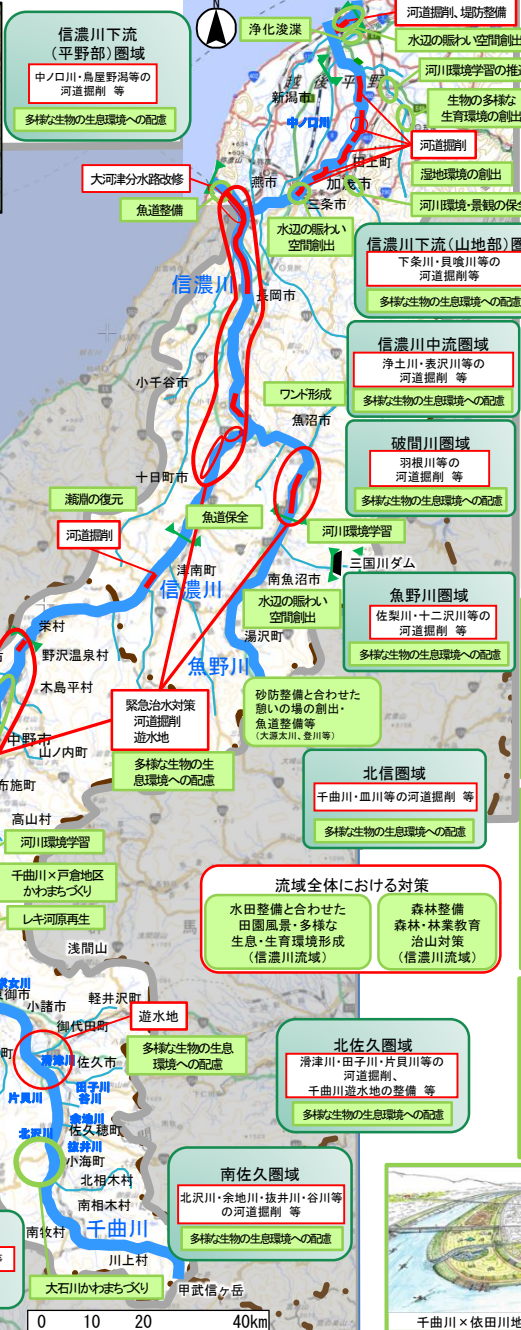 信濃川下流
(平野部)圏域
中ノ口川・鳥屋野潟等の
河道掘削 等
多様な生物の生息環境への配慮
N
浄化浚渫
河道掘削、堤防整備
水辺の賑わい空間創出
河川環境学習の推
生物の多様な
生育環境の創出
河道掘削
湿地環境の創出
河川環境・景観の保全
越後平野
新潟市
中ノ口川
田上町
加茂市
燕市
三条市
大河津分水路改修
魚道整備
水辺の賑わい
空間創出
信濃川下流(山地部)圏
下条川・貝喰川等の
河道掘削等
多様な生物の生息環境への配慮
信濃川
長岡市
小千谷市
信濃川中流圏域
浄土川・表沢川等の
河道掘削 等
多様な生物の生息環境への配慮
ワンド形成
魚沼市
破間川圏域
羽根川等の
河道掘削 等
多様な生物の生息環境への配慮
十日町市
瀬淵の復元
魚道保全
河道掘削
河川環境学習
三国川ダム
津南町
信濃川
南魚沼市
水辺の賑わい
空間創出
湯沢町
魚野川
魚野川圏域
佐梨川・十二沢川等の
河道掘削 等
多様な生物の生息環境への配慮
栄村
野沢温泉村
木島平村
中野市
山ノ内町
緊急治水対策
河道掘削
遊水地
多様な生物の生
息環境への配慮
砂防整備と合わせた
憩いの場の創出・
魚道整備等
(大源太川、登川等)
北信圏域
千曲川・皿川等の河道掘削 等
多様な生物の生息環境への配慮
布施町
高山村
河川環境学習
千曲川×戸倉地区
かわまちづくり
レキ河原再生
浅間山
流域全体における対策
水田整備と合わせた
田園風景・多様な
生息・生育環境形成
(信濃川流域)
森林整備
森林・林業教育
治山対策
(信濃川流域)
求女川
御市
小諸市
軽井沢町
御代田町
遊水地
多様な生物の生息
環境への配慮
滑津川
佐久市
片貝川
田子川
谷川
余地川
佐久穂町
北沢川
抜井川
小海町
北相木村
南相木村
南牧村
千曲川
川上村
甲武信ヶ岳
大石川かわまちづくり
北佐久圏域
滑津川・田子川・片貝川等の
河道掘削、
千曲川遊水地の整備 等
多様な生物の生息環境への配慮
南佐久圏域
北沢川・余地川・抜井川・谷川等
の河道掘削 等
多様な生物の生息環境への配慮
千曲川×依田川地
0 10 20 40km